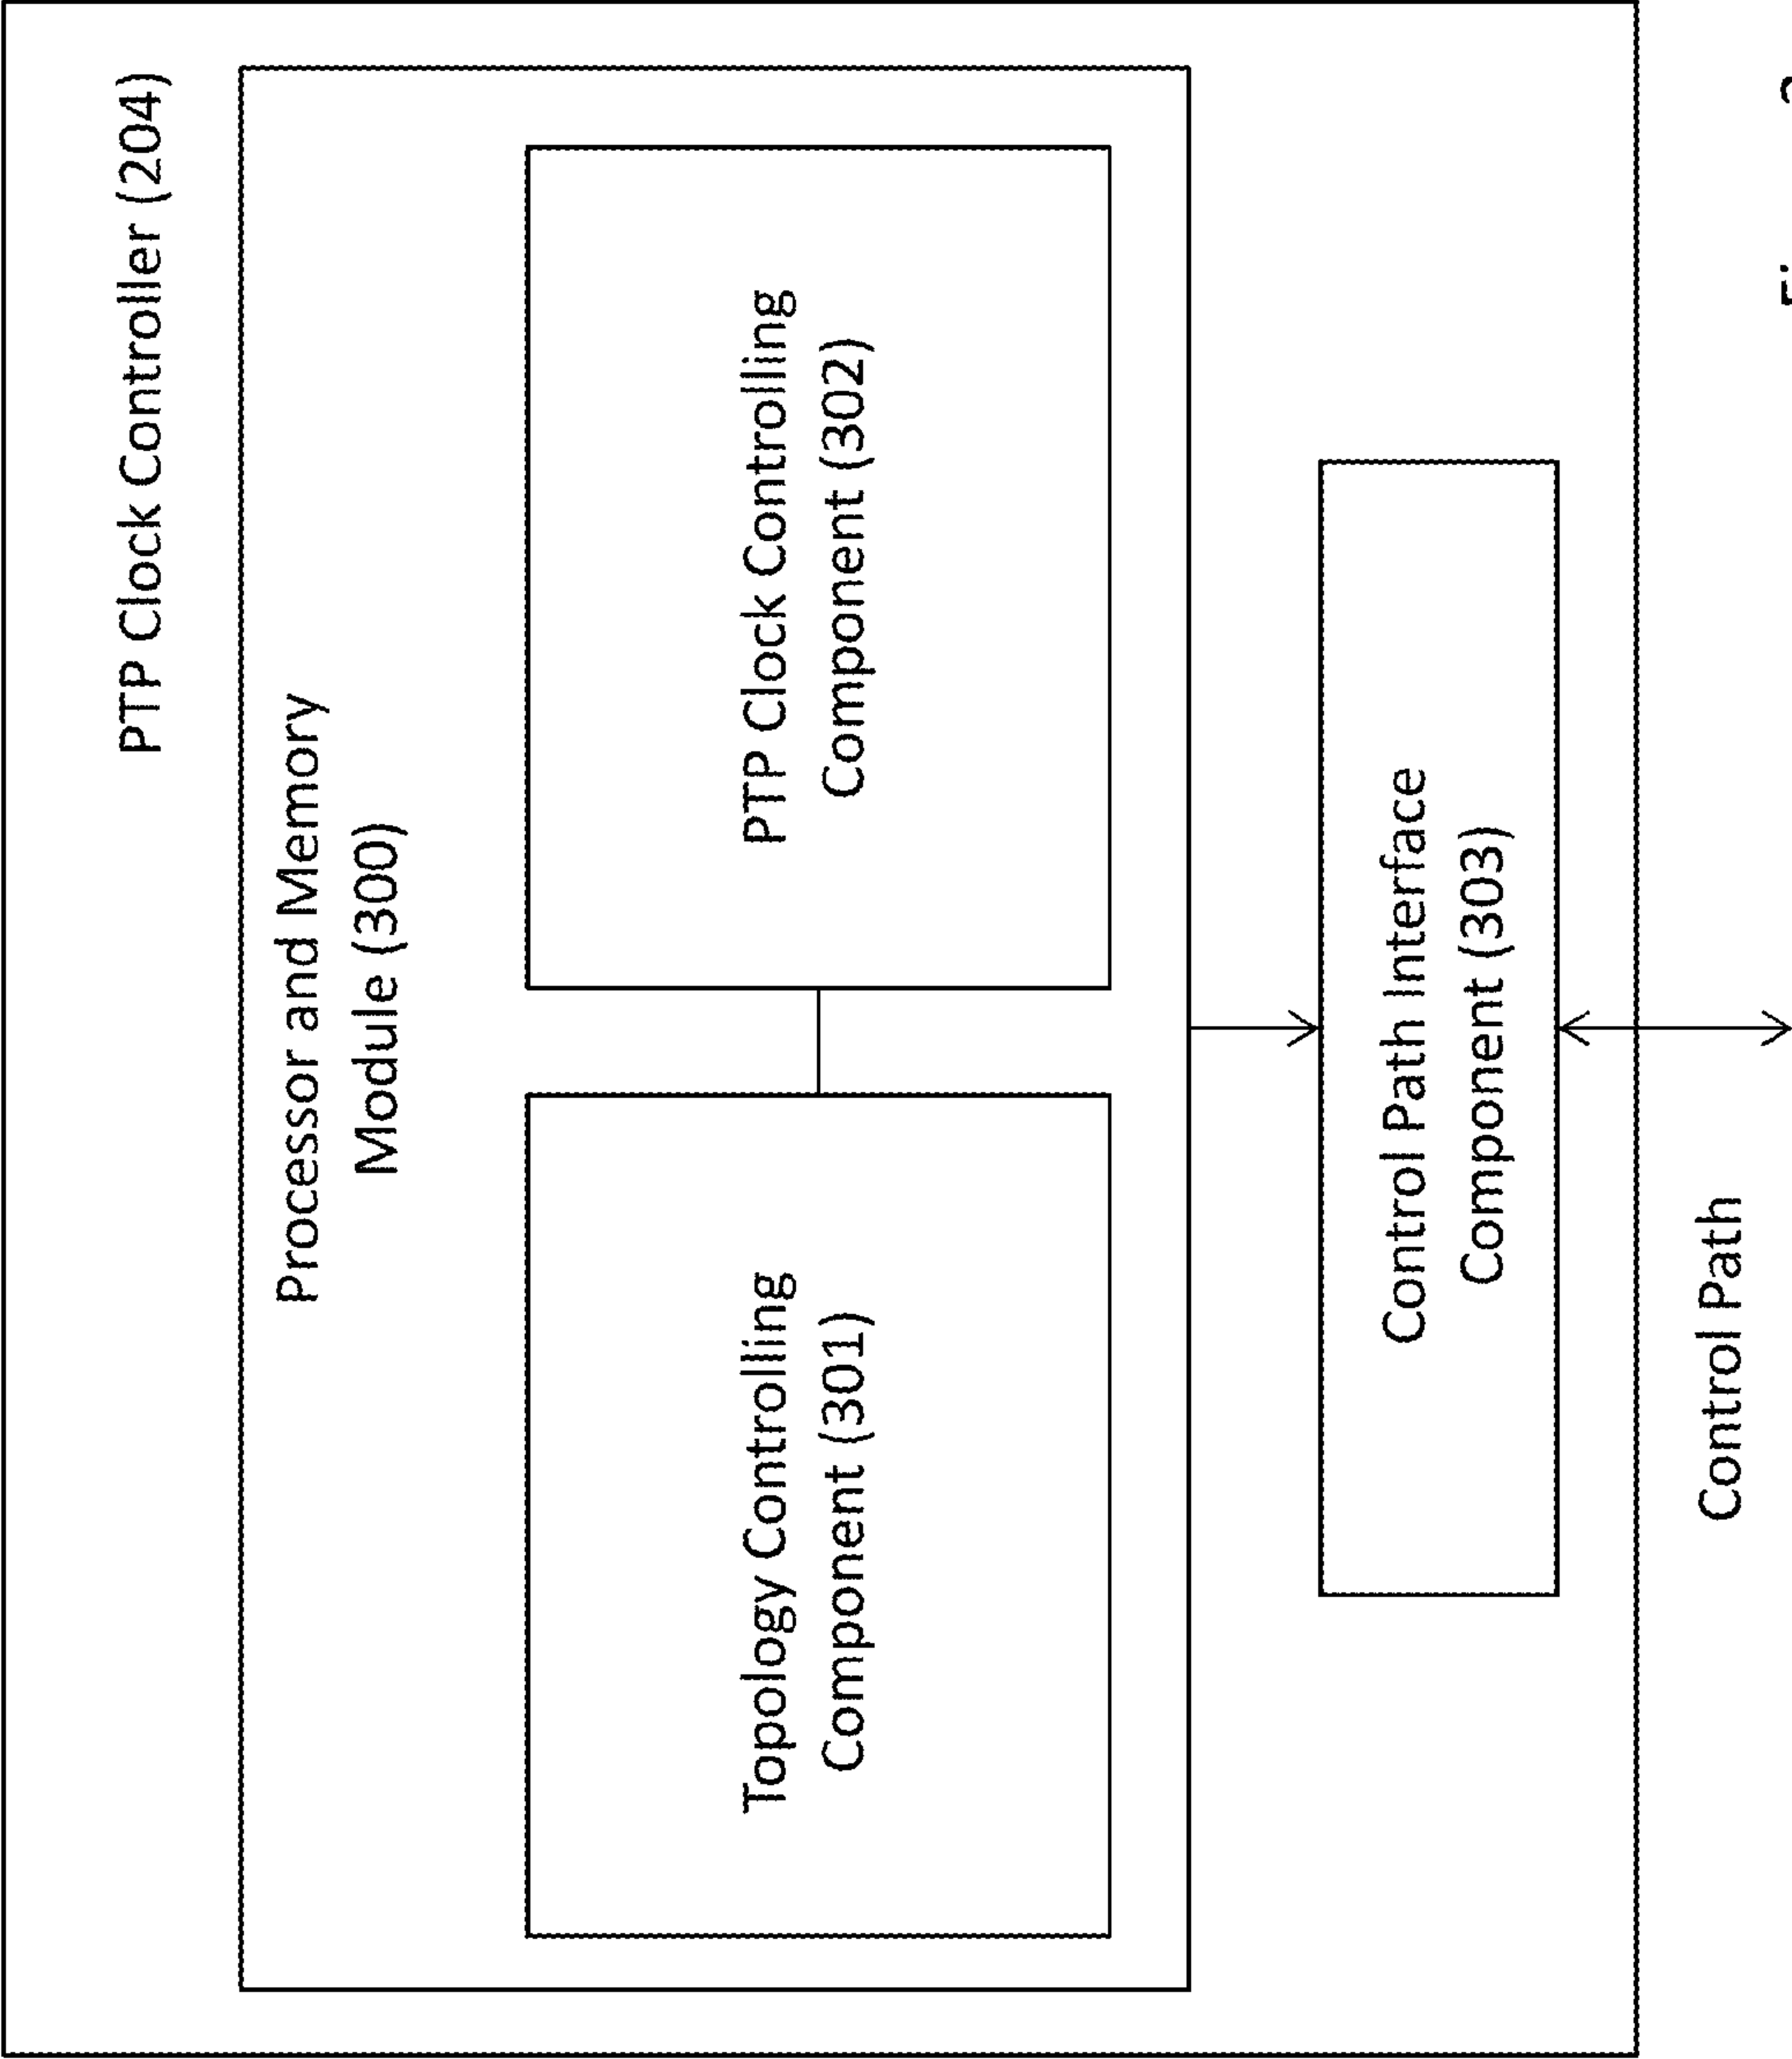 PTP Clock Controller (204)
Processor and Memory
Module (300)
Topology Controlling
Component (301)
PTP Clock Controlling
Component (302)
Control Path Interface
Component (303)
Control Path